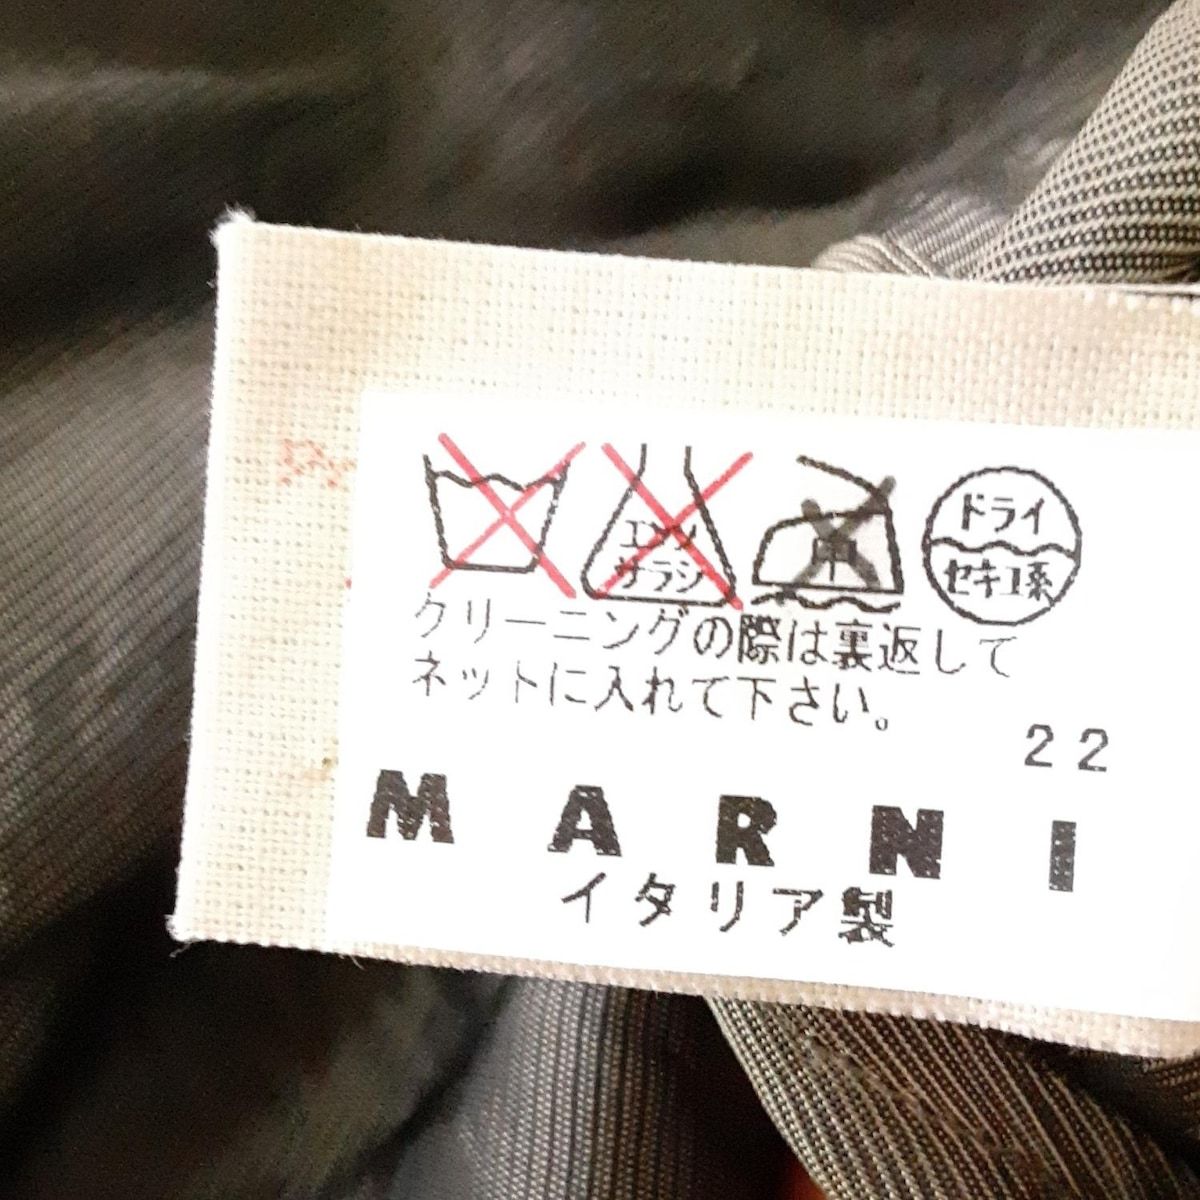 エンソ
サラシ
中
ドライ
セキユ系
クリーニングの際は裏返して
ネットに入れて下さい。
22
MARNI
イタリア製